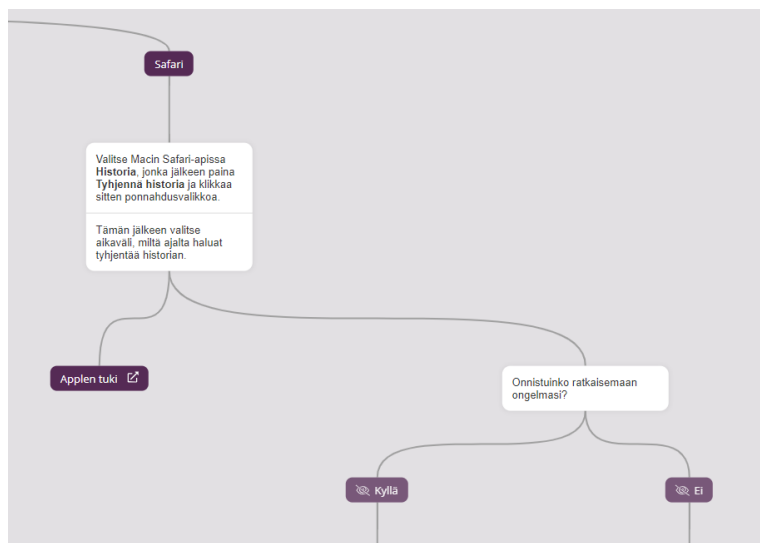 Safari
Valitse Macin Safari-apissa
Historia, jonka jälkeen paina
Tyhjennä historia ja klikkaa
sitten ponnahdusvalikkoa.
Tämän jälkeen valitse
aikaväli, miltä ajalta haluat
tyhjentää historian.
Applen tuki
Onnistuinko ratkaisemaan
ongelmasi?
Kyllä
Ei